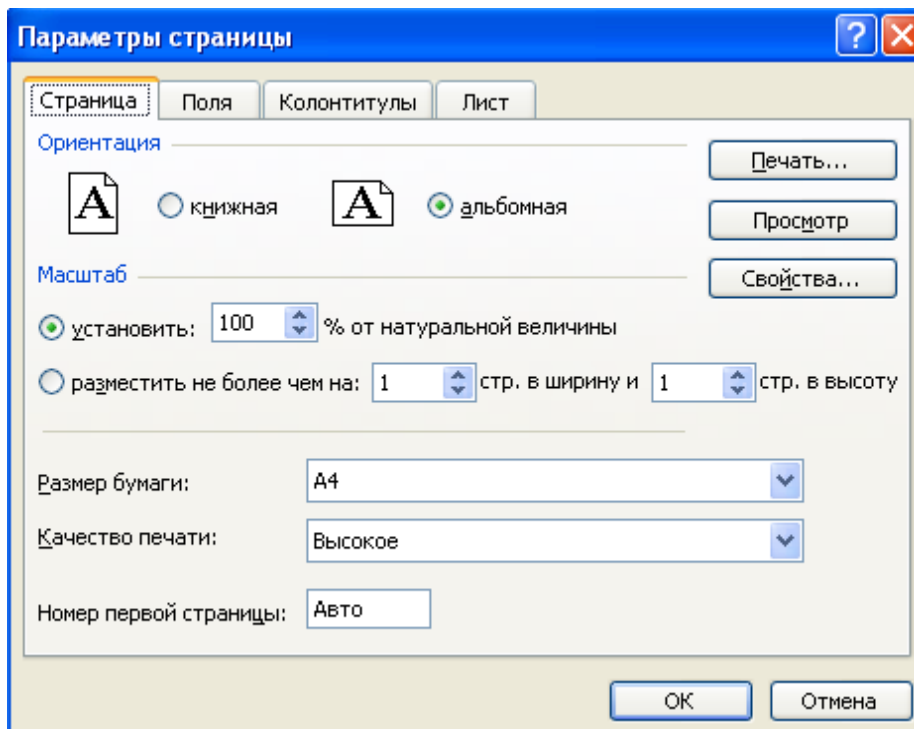 Параметры страницы
Страница Поля Колонтитулы Лист
Ориентация
Печать...
A книжная A альбомная
Просмотр
Масштаб
Свойства...
установить: 100 % от натуральной величины
разместить не более чем на: 1 стр. в ширину и 1 стр. в высоту
Размер бумаги: A4
Качество печати: Высокое
Номер первой страницы: Авто
ОК Отмена